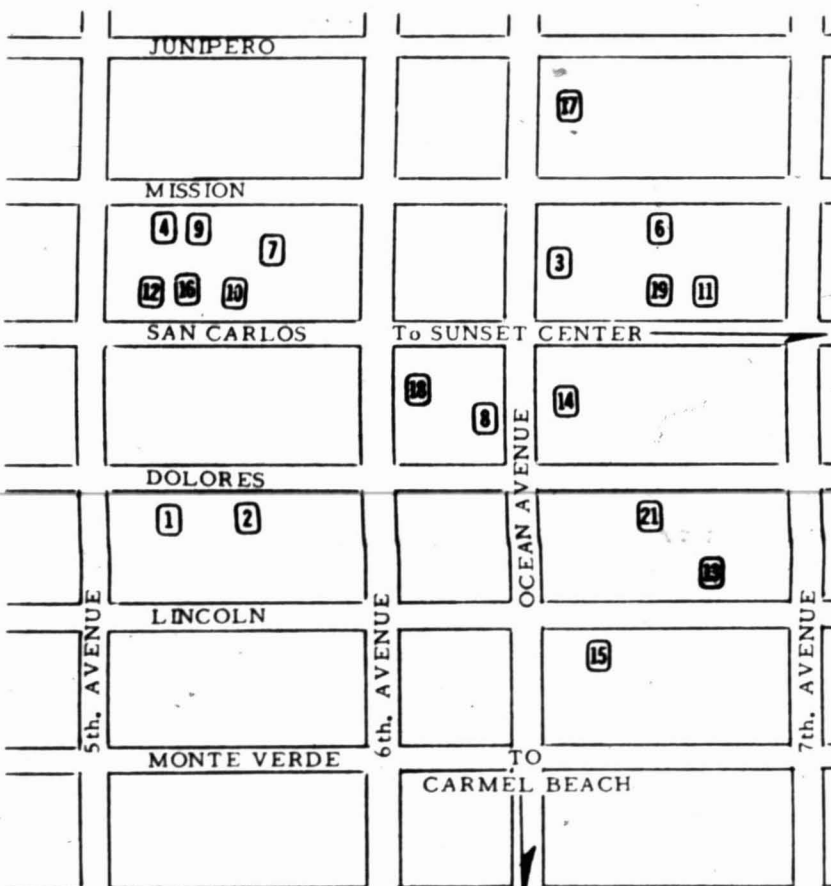 JUNIPERO
17
MISSION
4 9
7
6
3
12 16 10
19 11
SAN CARLOS
To SUNSET CENTER
18
8
14
OCEAN AVENUE
DOLORES
1 2
21
5th. AVENUE
6th. AVENUE
7th. AVENUE
LINCOLN
15
MONTE VERDE
TO
CARMEL BEACH